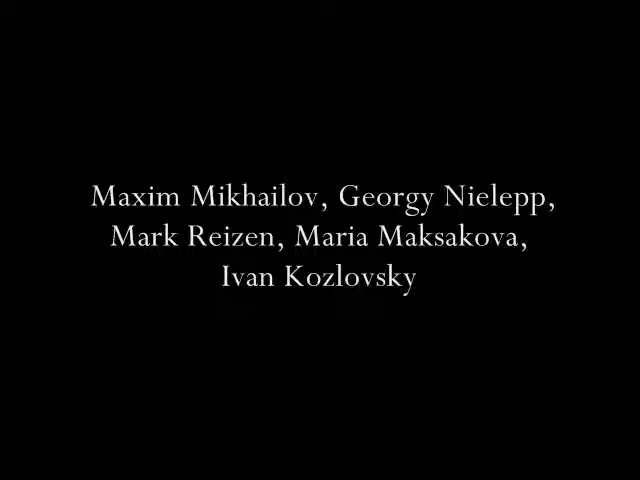 Maxim Mikhailov, Georgy Nielepp,
Mark Reizen, Maria Maksakova,
Ivan Kozlovsky